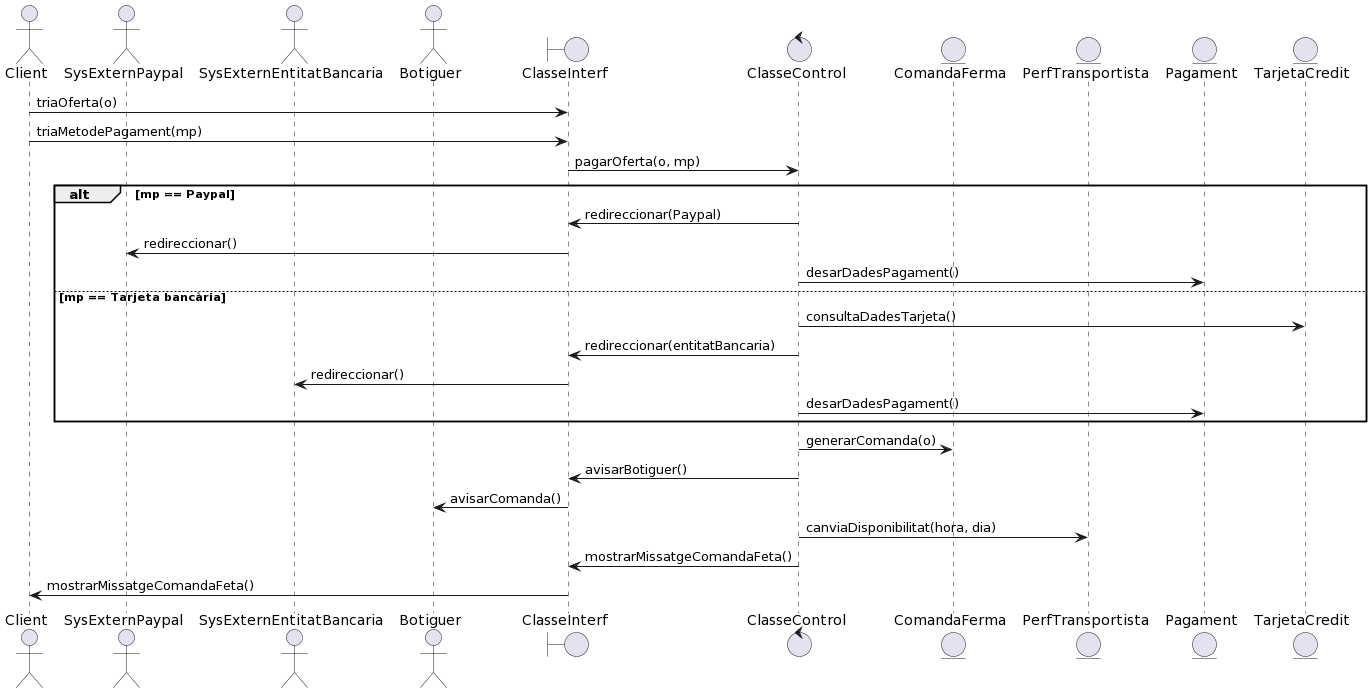 Client SysExternPaypal SysExternEntitatBancaria Botiguer ClasseInterf ClasseControl ComandaFerma PerfTransportista Pagament TarjetaCredit
triaOferta(o)
triaMetodePagament(mp)
pagarOferta(o, mp)
alt [mp == Paypal]
redireccionar(Paypal)
redireccionar()
desarDadesPagament()
[mp == Tarjeta bancària]
consultaDadesTarjeta()
redireccionar(entitatBancaria)
redireccionar()
desarDadesPagament()
generarComanda(o)
avisarBotiguer()
avisarComanda()
canviaDisponibilitat(hora, dia)
mostrarMissatgeComandaFeta()
mostrarMissatgeComandaFeta()
Client SysExternPaypal SysExternEntitatBancaria Botiguer ClasseInterf ClasseControl ComandaFerma PerfTransportista Pagament TarjetaCredit